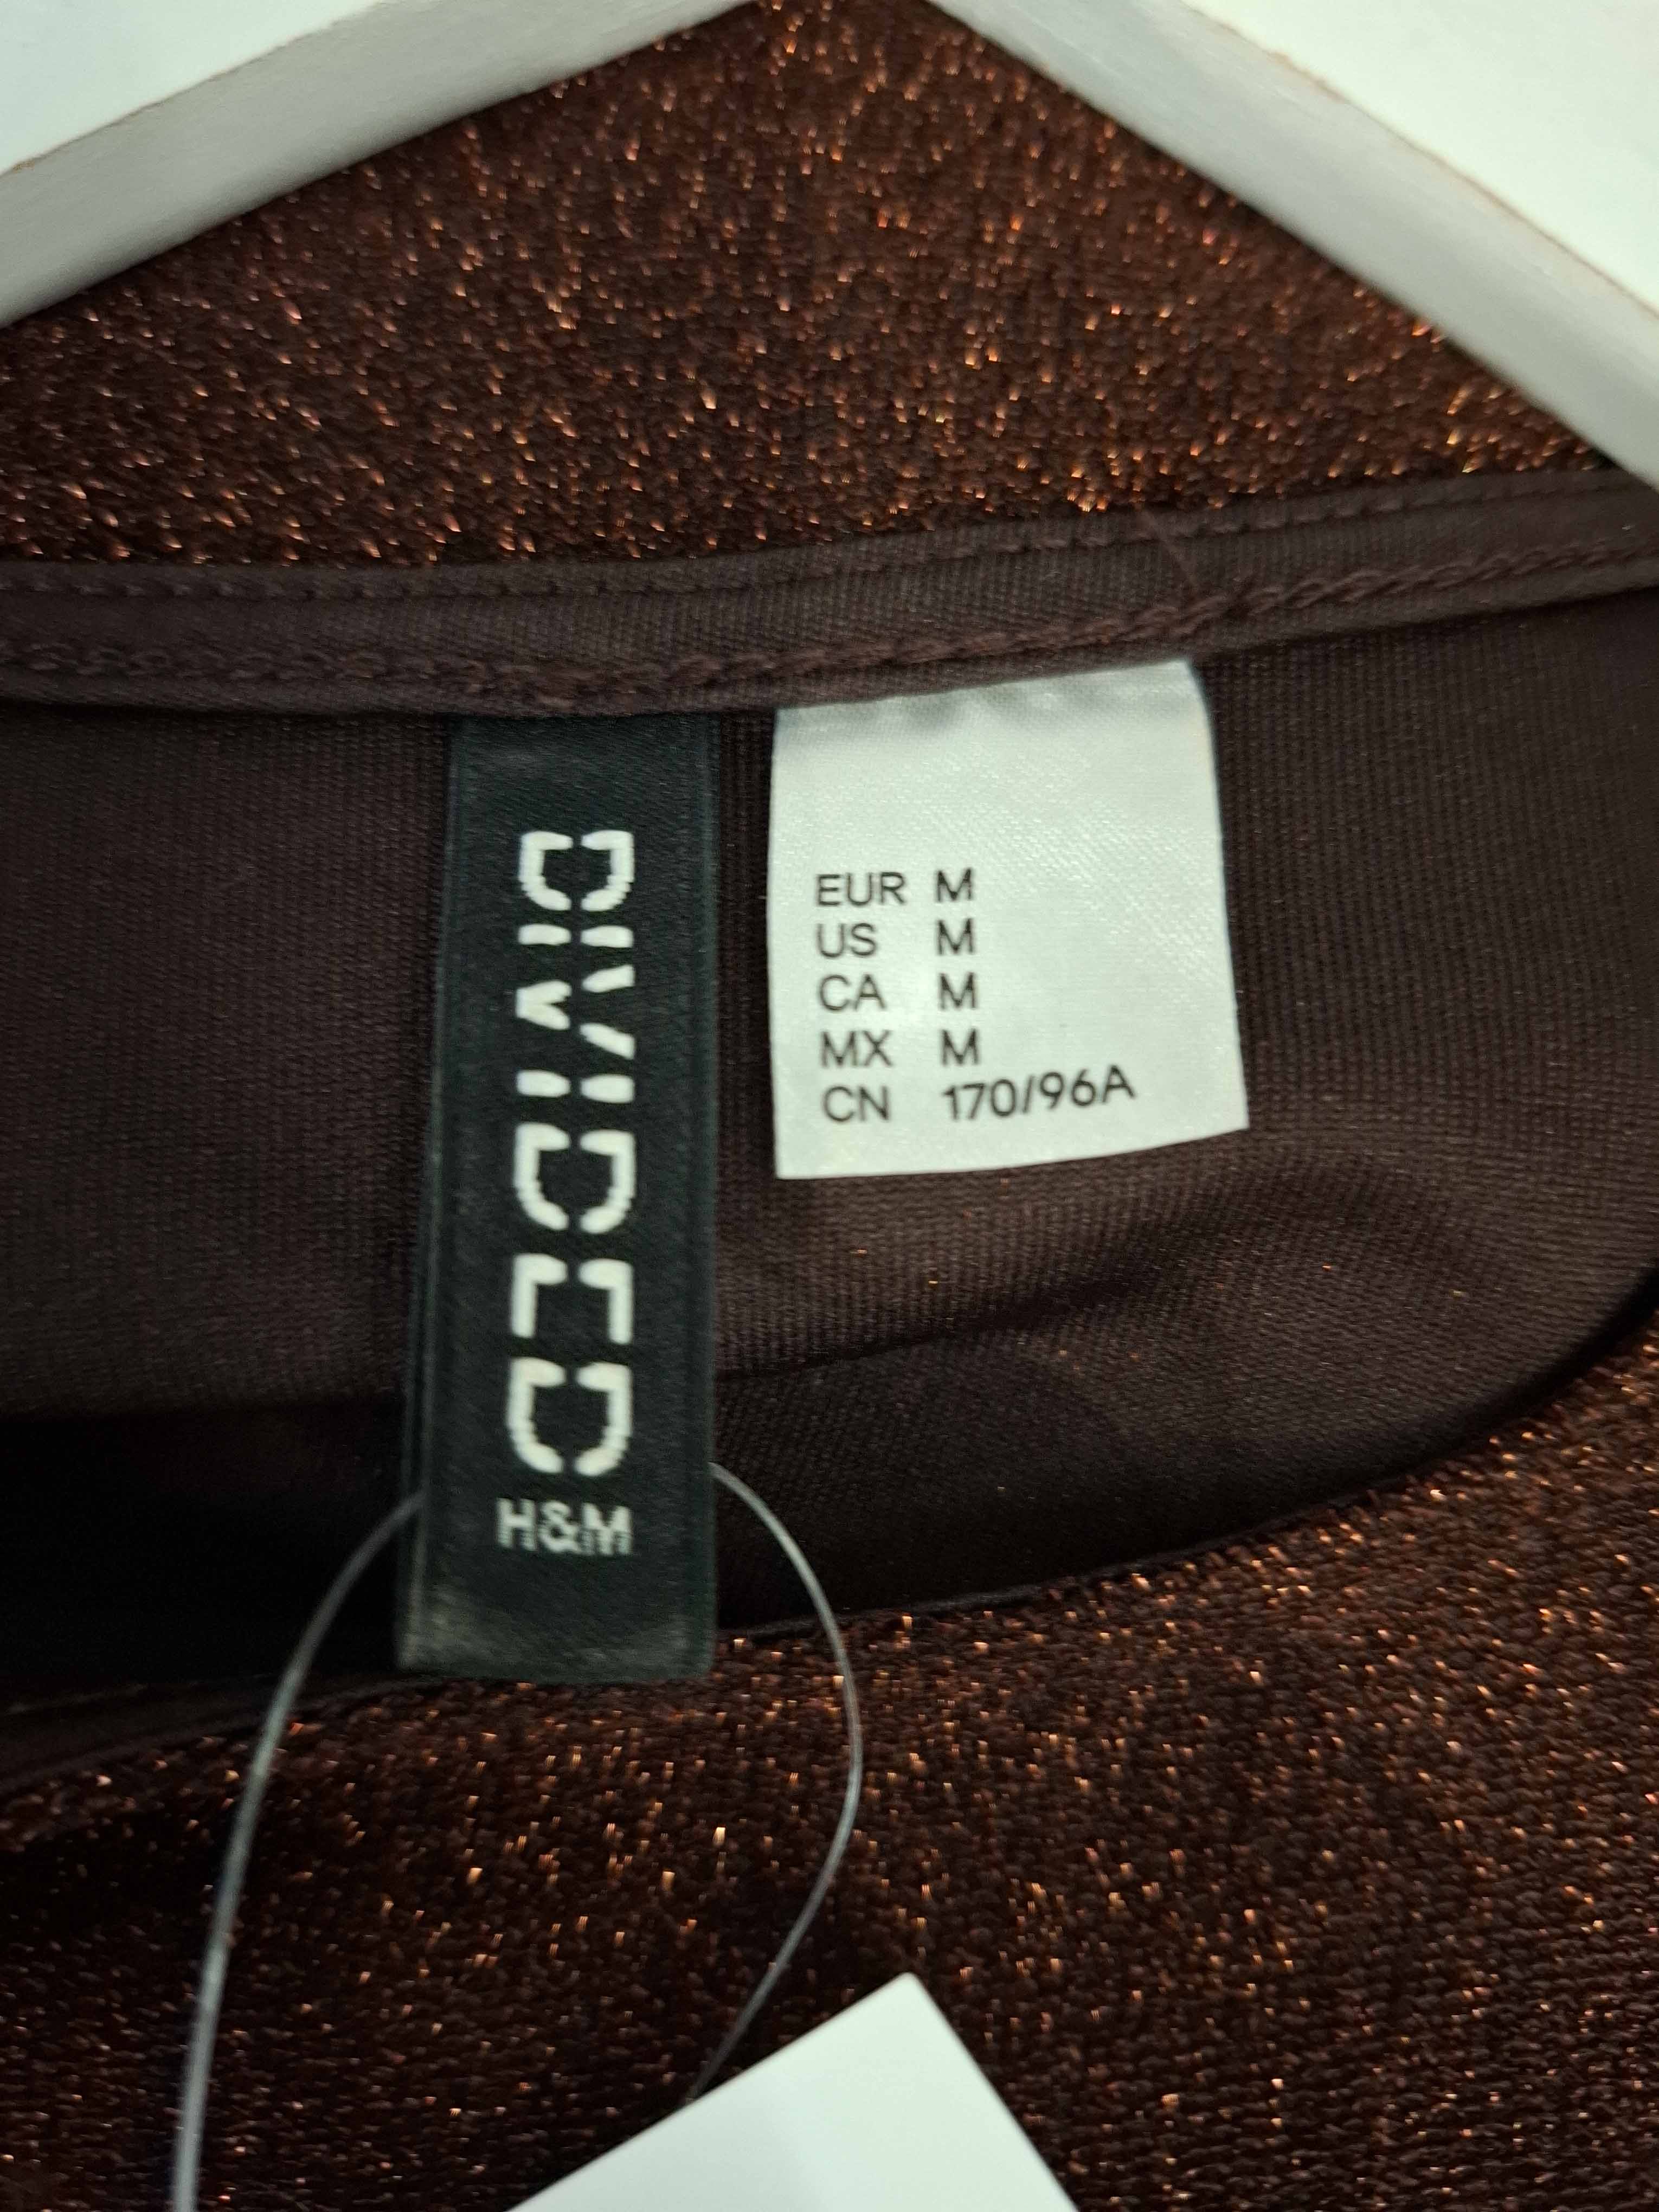 DIVIDED
H&M
EUR M
US M
CA M
MX M
CN 170/96A